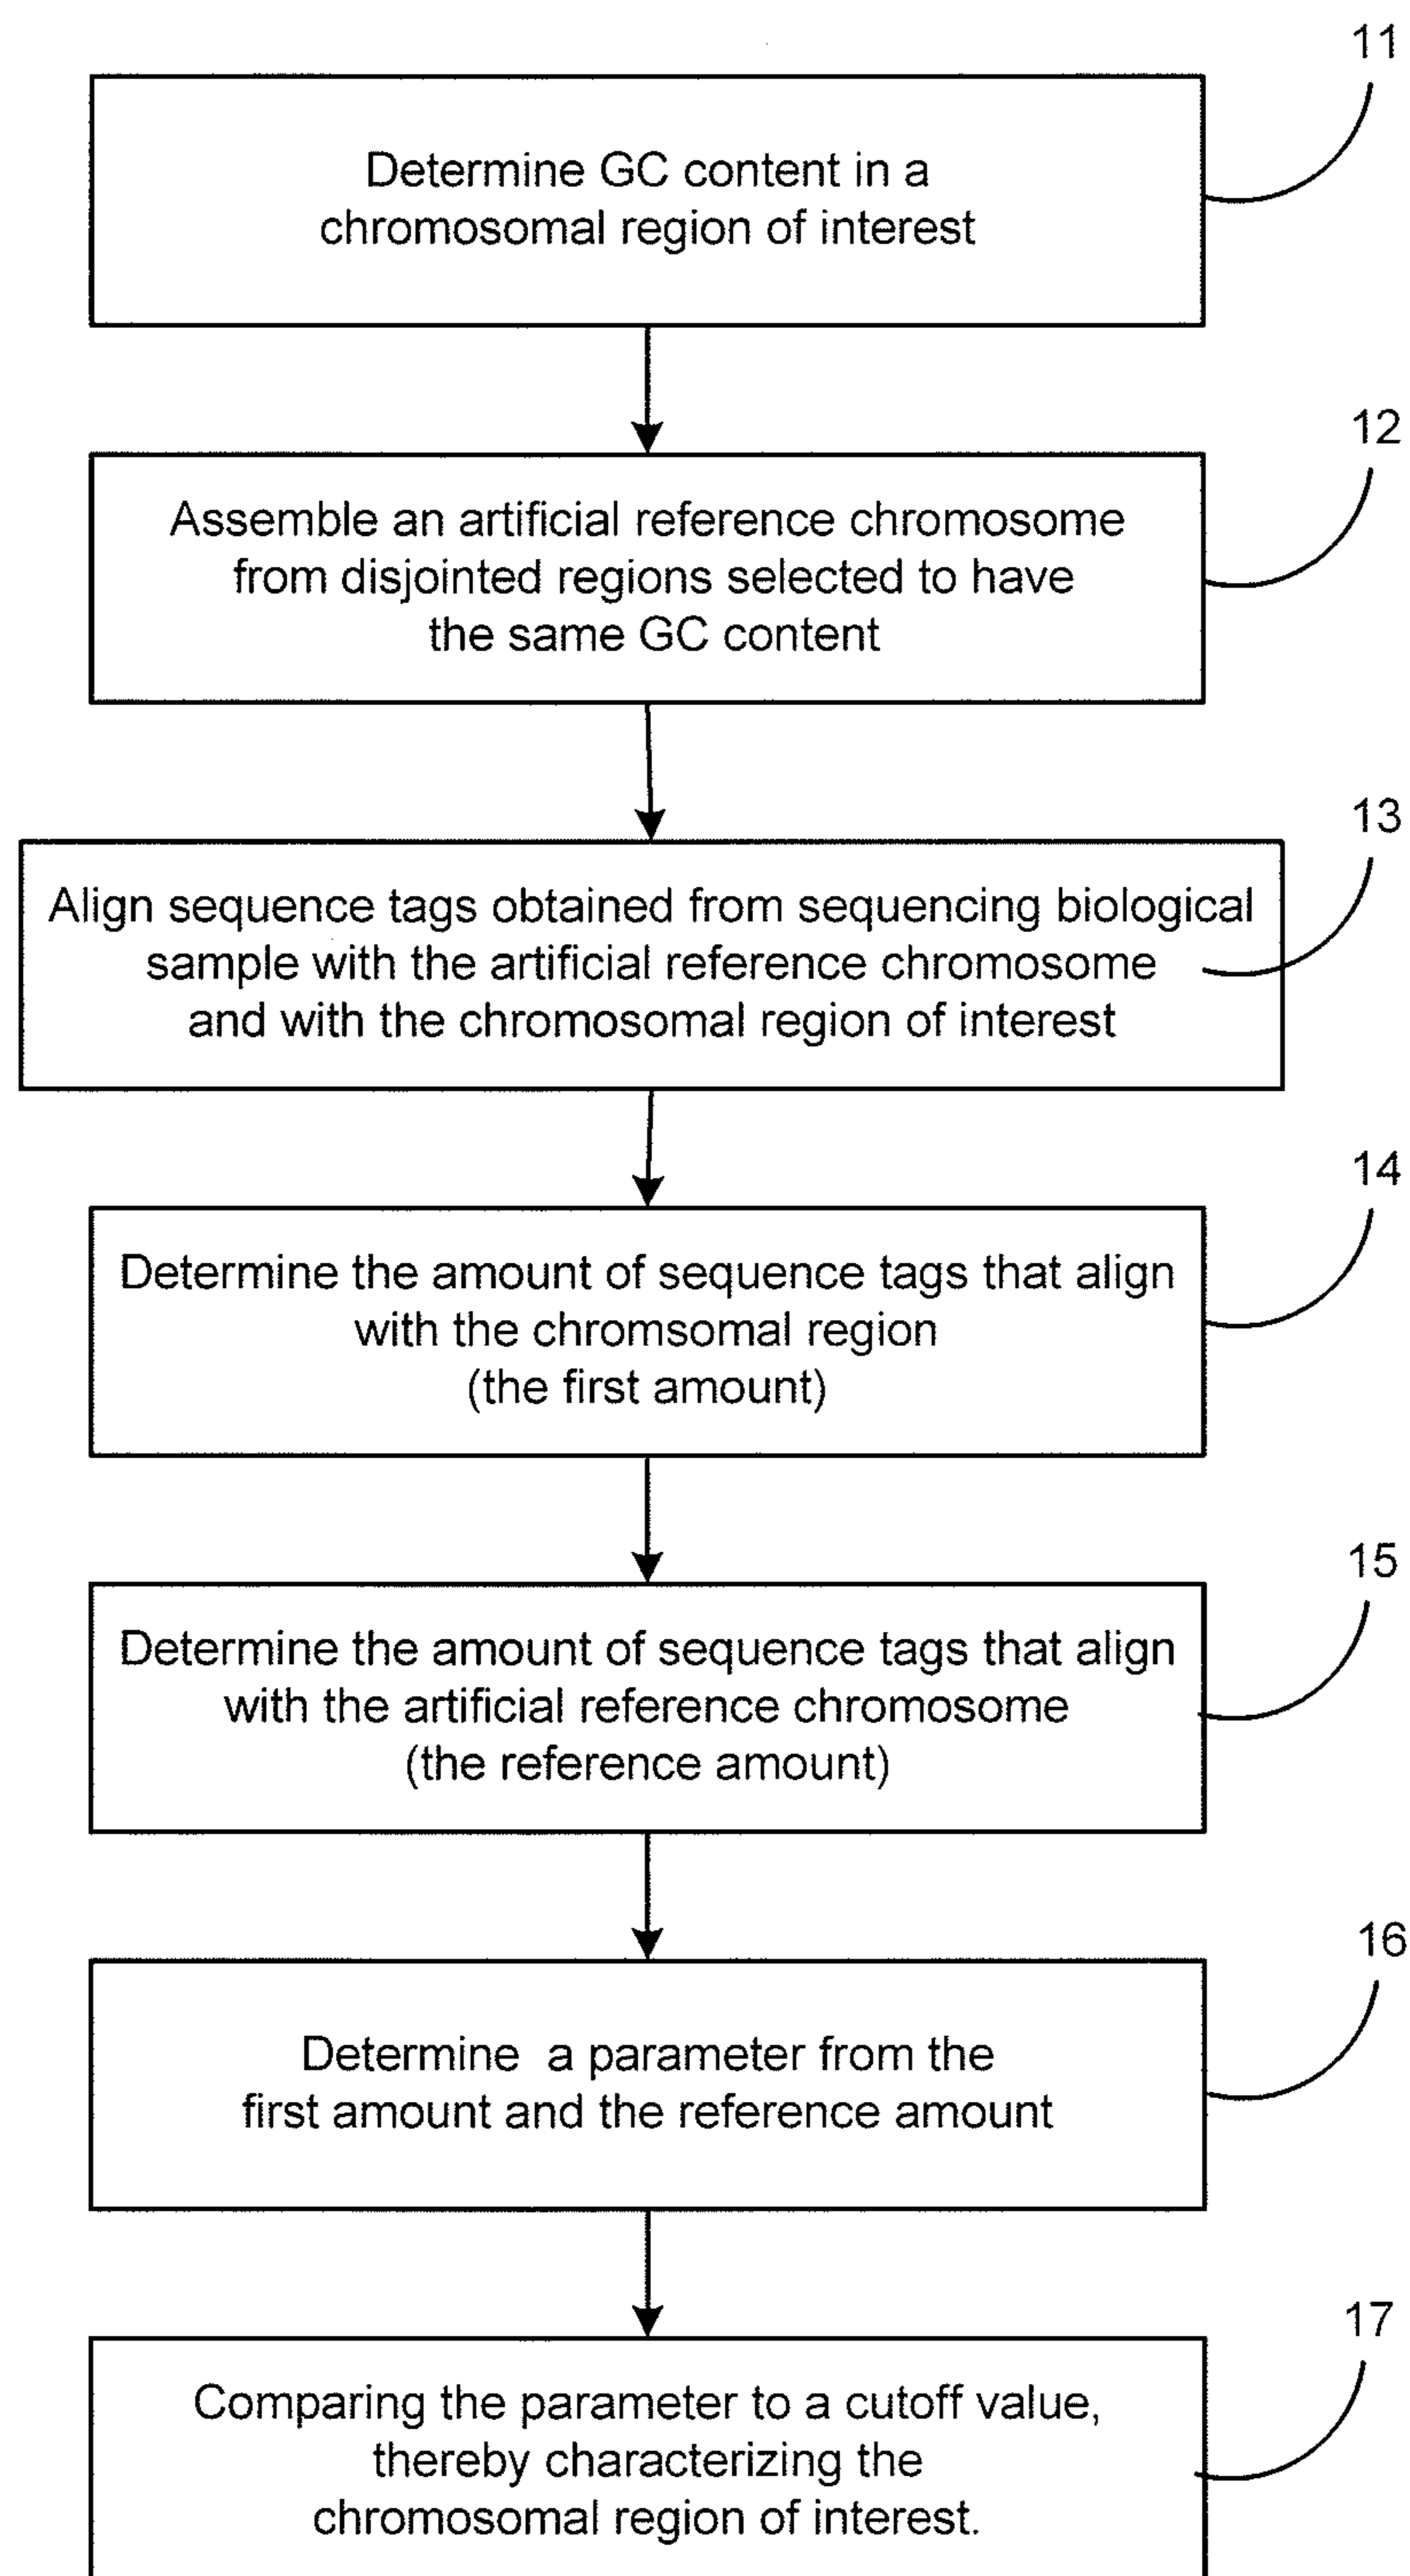 11
Determine GC content in a
chromosomal region of interest
12
Assemble an artificial reference chromosome
from disjointed regions selected to have
the same GC content
13
Align sequence tags obtained from sequencing biological
sample with the artificial reference chromosome
and with the chromosomal region of interest
14
Determine the amount of sequence tags that align
with the chromsomal region
(the first amount)
15
Determine the amount of sequence tags that align
with the artificial reference chromosome
(the reference amount)
16
Determine a parameter from the
first amount and the reference amount
17
Comparing the parameter to a cutoff value,
thereby characterizing the
chromosomal region of interest.